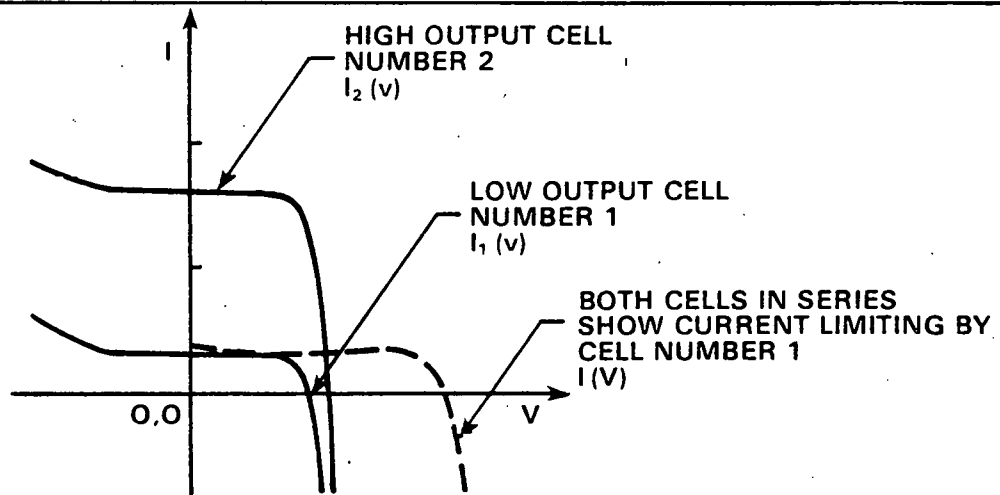 I
HIGH OUTPUT CELL
NUMBER 2
I₂ (v)
LOW OUTPUT CELL
NUMBER 1
I₁ (v)
BOTH CELLS IN SERIES
SHOW CURRENT LIMITING BY
CELL NUMBER 1
I (V)
0,0
V